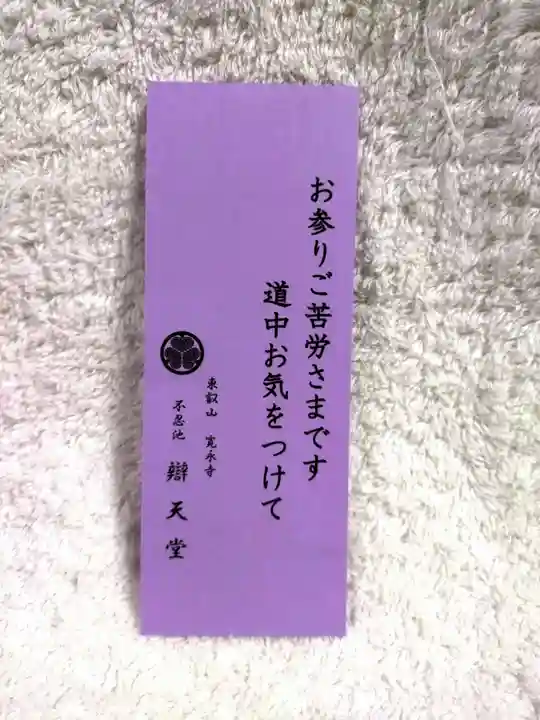 お参りご苦労さまです
道中お気をつけて
東叡山 寛永寺
不忍池 辯天堂